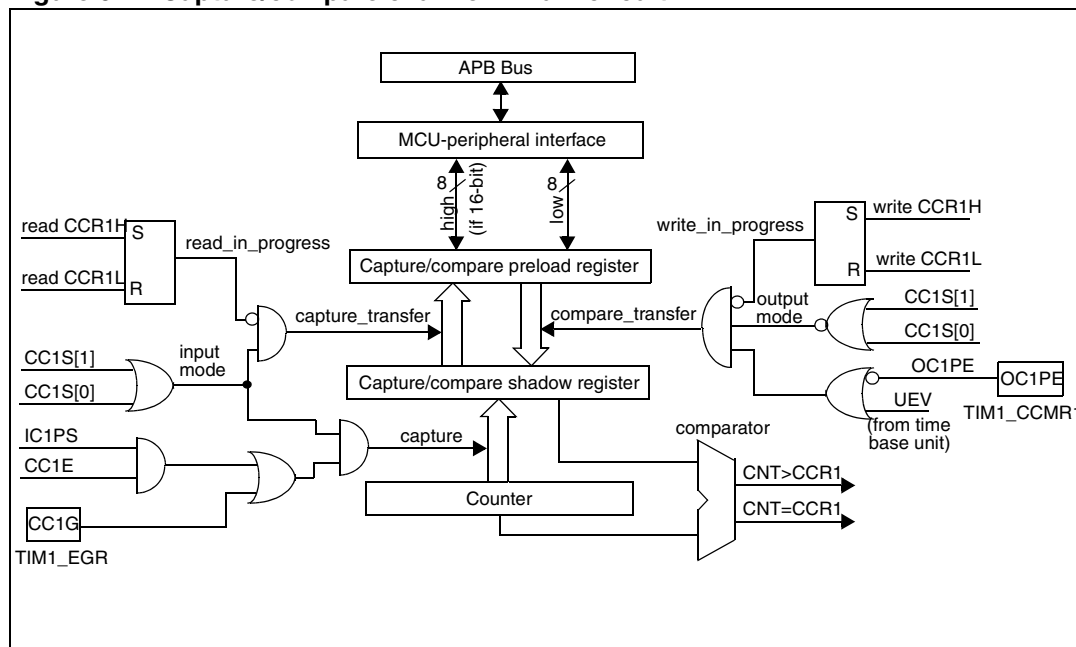 APB Bus
MCU-peripheral interface
8
high
(if 16-bit)
8
low
read CCR1H
S
read_in_progress
read CCR1L
R
write_in_progress
S
write CCR1H
R
write CCR1L
Capture/compare preload register
capture_transfer
compare_transfer
output
mode
CC1S[1]
CC1S[0]
CC1S[1]
CC1S[0]
input
mode
Capture/compare shadow register
OC1PE
OC1PE
UEV
TIM1_CCMR1
(from time
base unit)
IC1PS
CC1E
capture
comparator
Counter
CNT>CCR1
CNT=CCR1
CC1G
TIM1_EGR